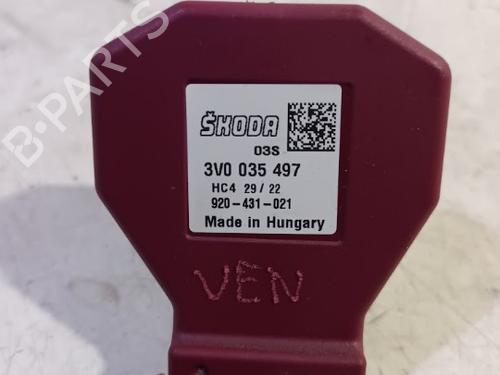 ŠKODA
03S
3V0 035 497
HC4 29/22
920-431-021
Made in Hungary
VEN
B-PARTS